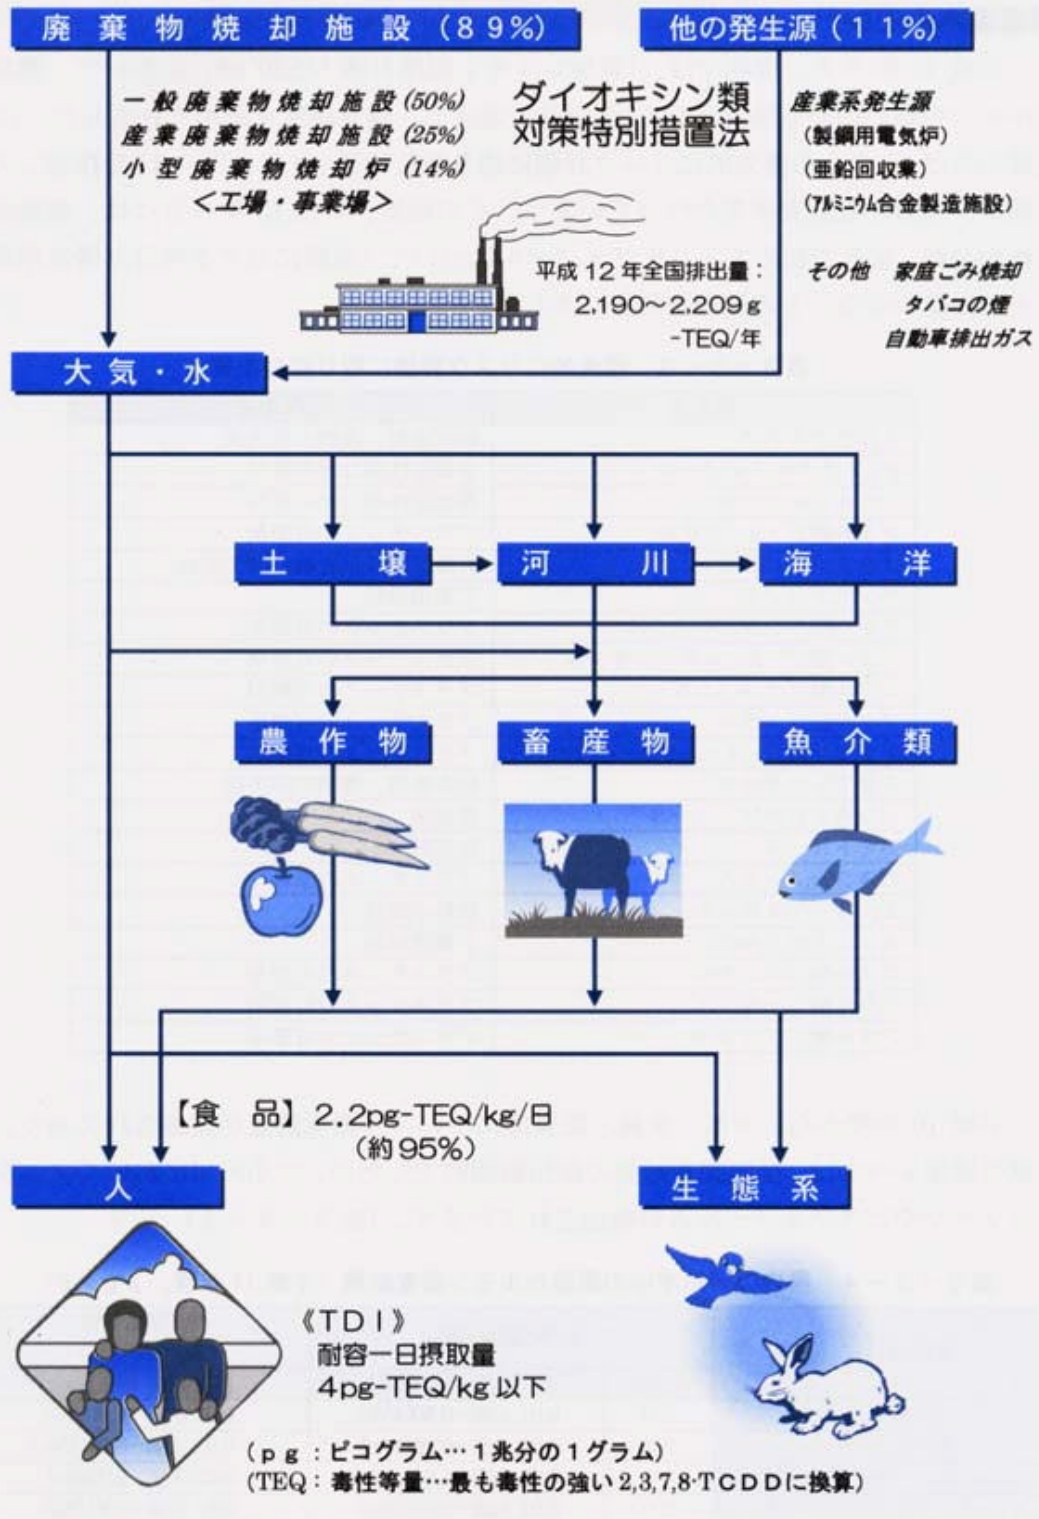 廃棄物焼却施設(89%)
他の発生源(11%)
一般廃棄物焼却施設(50%)
産業廃棄物焼却施設(25%)
小型廃棄物焼却炉(14%)
<工場・事業場>
ダイオキシン類
対策特別措置法
産業系発生源
(製鋼用電気炉)
(亜鉛回収業)
(アルミニウム合金製造施設)
平成12年全国排出量:
2,190～2,209g
-TEQ/年
その他 家庭ごみ焼却
タバコの煙
自動車排出ガス
大気・水
土壌
河川
海洋
農作物
畜産物
魚介類
【食 品】2.2pg-TEQ/kg/日
(約95%)
人
生態系
《TDI》
耐容一日摂取量
4pg-TEQ/kg以下
(pg:ピコグラム…1兆分の1グラム)
(TEQ:毒性等量…最も毒性の強い2,3,7,8-TCDDに換算)